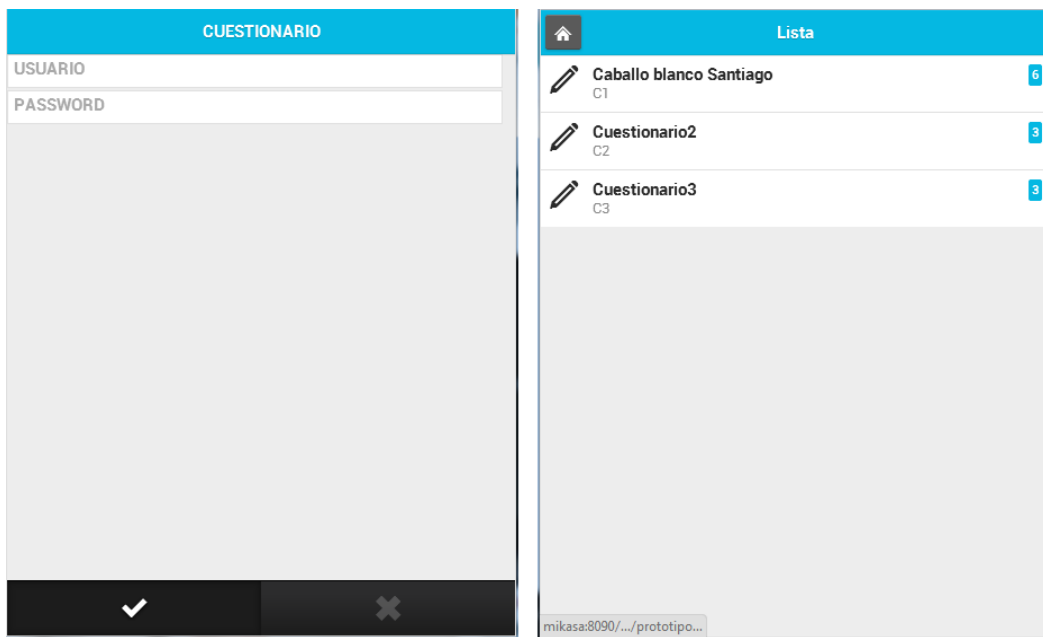 CUESTIONARIO
USUARIO
PASSWORD
Lista
Caballo blanco Santiago
6
C1
Cuestionario2
3
C2
Cuestionario3
3
C3
mikasa:8090/.../prototipo...